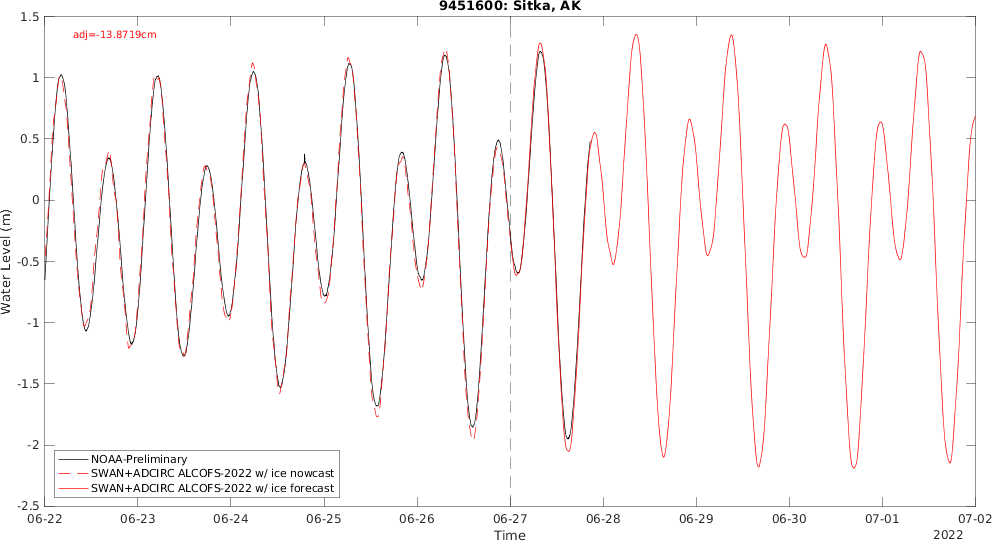 9451600: Sitka, AK
adj=-13.8719cm
1.5
1
0.5
0
-0.5
-1
-1.5
-2
-2.5
Water Level (m)
NOAA-Preliminary
SWAN+ADCIRC ALCOFS-2022 w/ ice nowcast
SWAN+ADCIRC ALCOFS-2022 w/ ice forecast
06-22 06-23 06-24 06-25 06-26 06-27 06-28 06-29 06-30 07-01 07-02
Time
2022